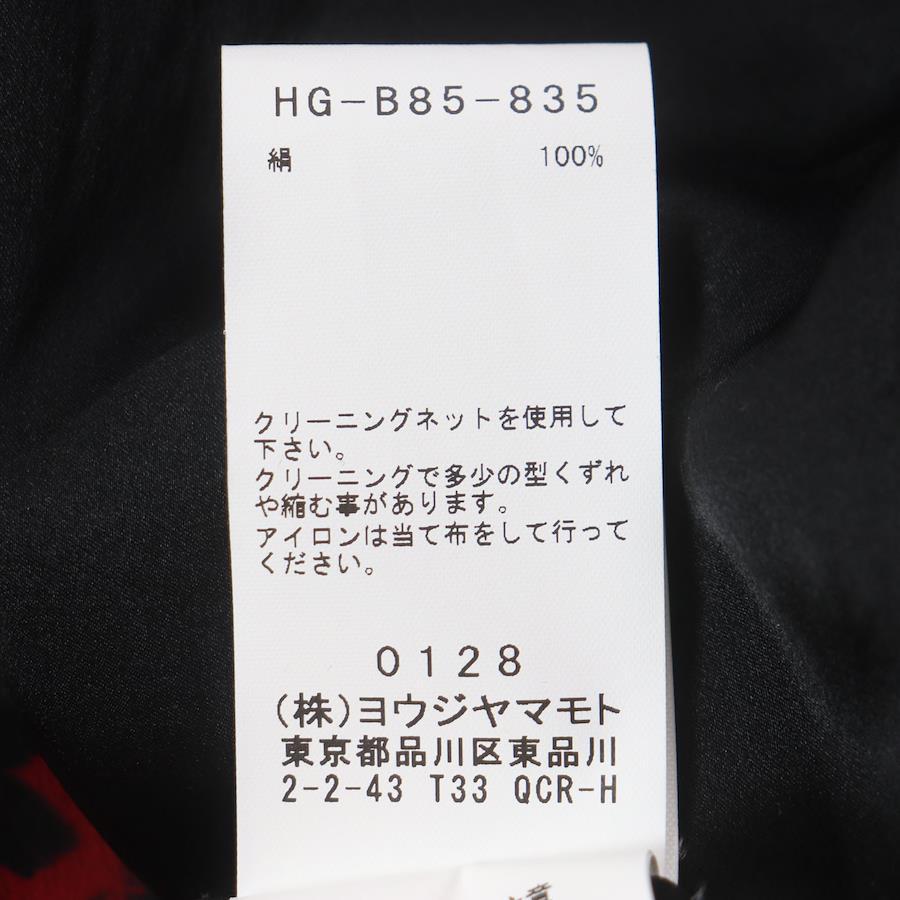 HG-B85-835
絹 100%
クリーニングネットを使用して
下さい。
クリーニングで多少の型くずれ
や縮む事があります。
アイロンは当て布をして行って
ください。
0128
(株)ヨウジヤマモト
東京都品川区東品川
2-2-43 T33 QCR-H